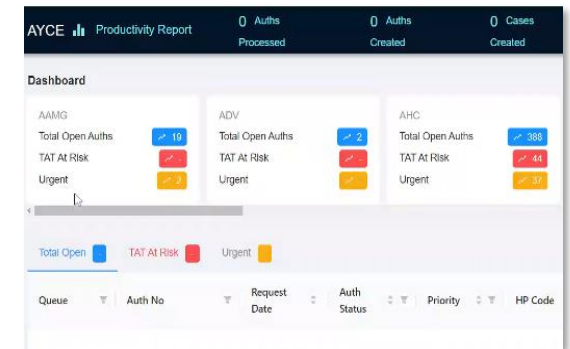 AYCE Productivity Report
0 Auths Processed
0 Auths Created
0 Cases Created
Dashboard
AAMG
Total Open Auths 19
TAT At Risk -
Urgent 2
ADV
Total Open Auths 2
TAT At Risk -
Urgent
AHC
Total Open Auths 388
TAT At Risk 44
Urgent 37
Total Open - TAT At Risk - Urgent -
Queue Auth No Request Date Auth Status Priority HP Code